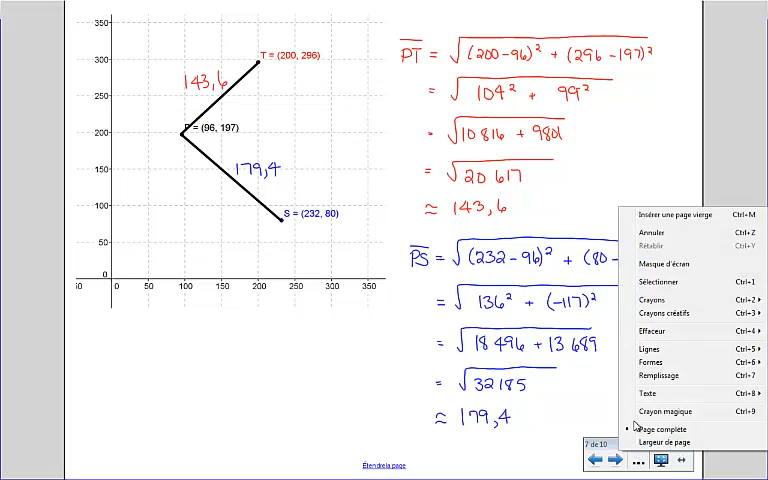 350
300
250
200
150
100
50
0
50
0
50
100
150
200
250
300
350
T = (200, 296)
143,6
P = (96, 197)
179,4
S = (232, 80)
PT = √(200-96)² + (296-197)²
= √104² + 99²
= √10 816 + 9801
= √20 617
≈ 143,6
PS = √(232-96)² + (80-
= √136² + (-117)²
= √18 496 + 13 689
= √32 185
≈ 179,4
Insérer une page vierge Ctrl+M
Annuler Ctrl+Z
Rétablir Ctrl+Y
Masque d'écran
Sélectionner Ctrl+1
Crayons Ctrl+2
Crayons créatifs Ctrl+3
Effaceur Ctrl+4
Lignes Ctrl+5
Formes Ctrl+6
Remplissage Ctrl+7
Texte Ctrl+8
Crayon magique Ctrl+9
Page complète
Largeur de page
7 de 10
Étendre la page